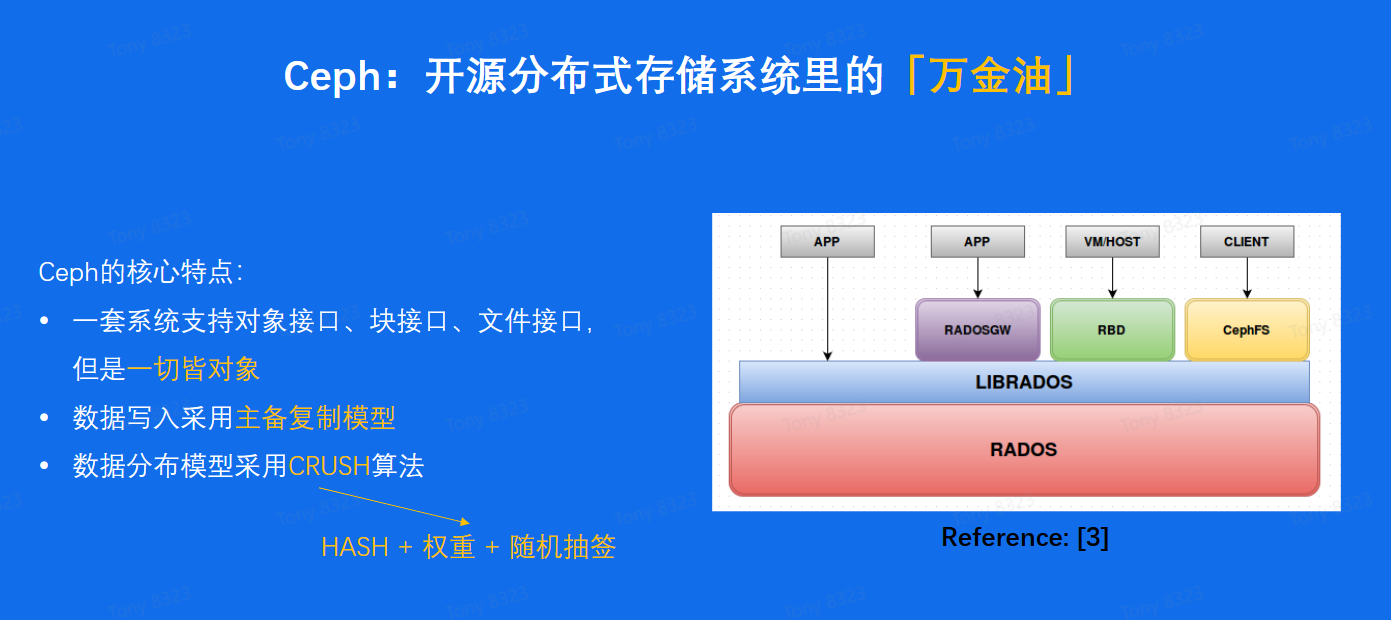 Ceph：开源分布式存储系统里的「万金油」
Ceph的核心特点：
• 一套系统支持对象接口、块接口、文件接口，
但是一切皆对象
• 数据写入采用主备复制模型
• 数据分布模型采用CRUSH算法
HASH + 权重 + 随机抽签
APP
APP
VM/HOST
CLIENT
RADOSGW
RBD
CephFS
LIBRADOS
RADOS
Reference: [3]
Tony 8323